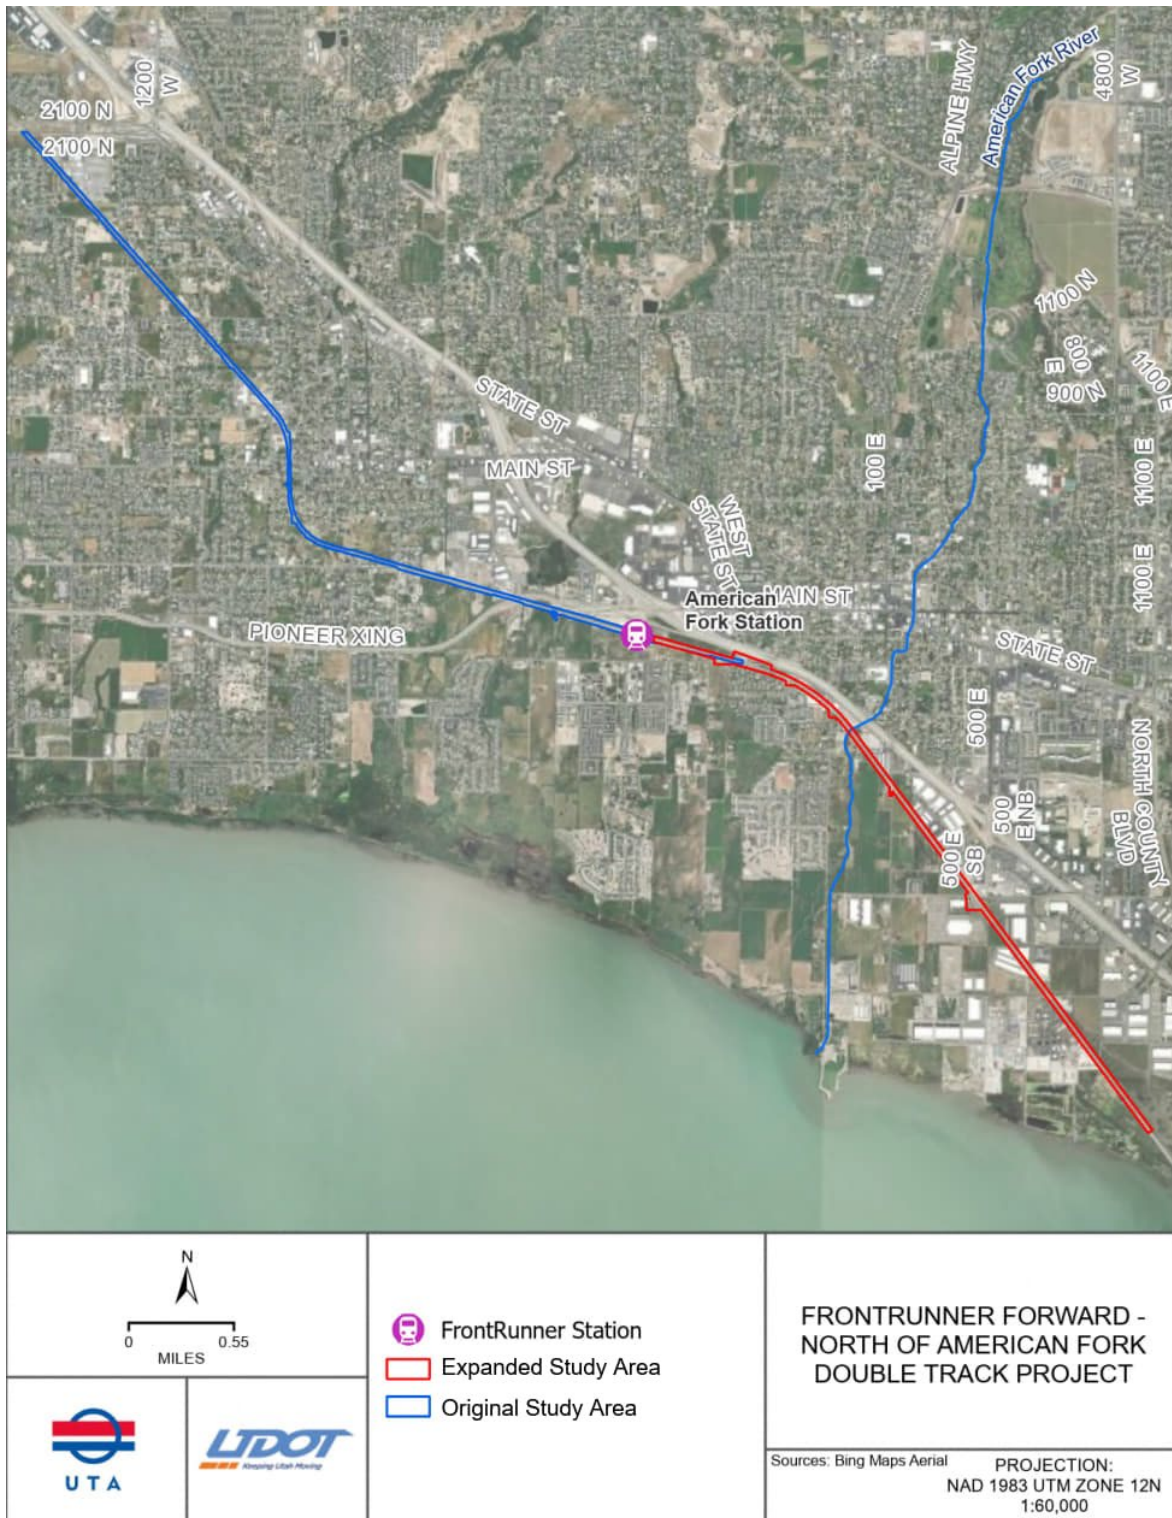 1200
W
2100 N
2100 N
ALPINE HWY
American Fork River
4800
W
1100 N
800
E
900 N
1100 E
STATE ST
MAIN ST
100 E
1100 E
WEST
STATE ST
1100 E
MAIN ST
American
Fork Station
PIONEER XING
STATE ST
500 E
NORTH COUNTY
BLVD
500
E NB
500 E
SB
N
0 0.55
MILES
UTA
UDOT
Keeping Utah Moving
FrontRunner Station
Expanded Study Area
Original Study Area
FRONTRUNNER FORWARD -
NORTH OF AMERICAN FORK
DOUBLE TRACK PROJECT
Sources: Bing Maps Aerial
PROJECTION:
NAD 1983 UTM ZONE 12N
1:60,000